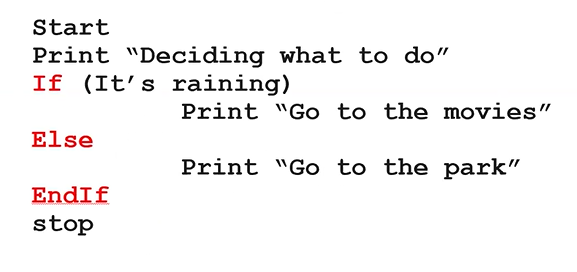 Start
Print “Deciding what to do”
If (It’s raining)
Print “Go to the movies”
Else
Print “Go to the park”
EndIf
stop